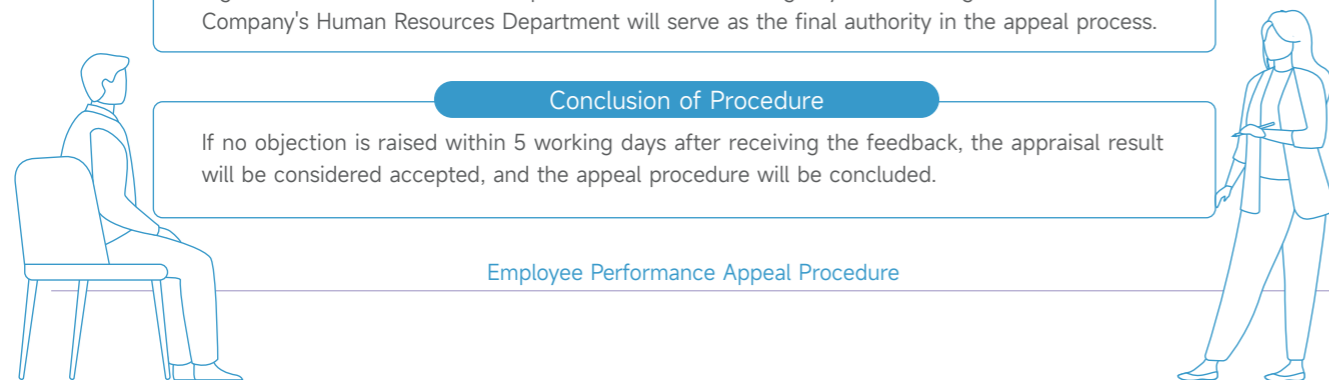 Company's Human Resources Department will serve as the final authority in the appeal process.
Conclusion of Procedure
If no objection is raised within 5 working days after receiving the feedback, the appraisal result
will be considered accepted, and the appeal procedure will be concluded.
Employee Performance Appeal Procedure